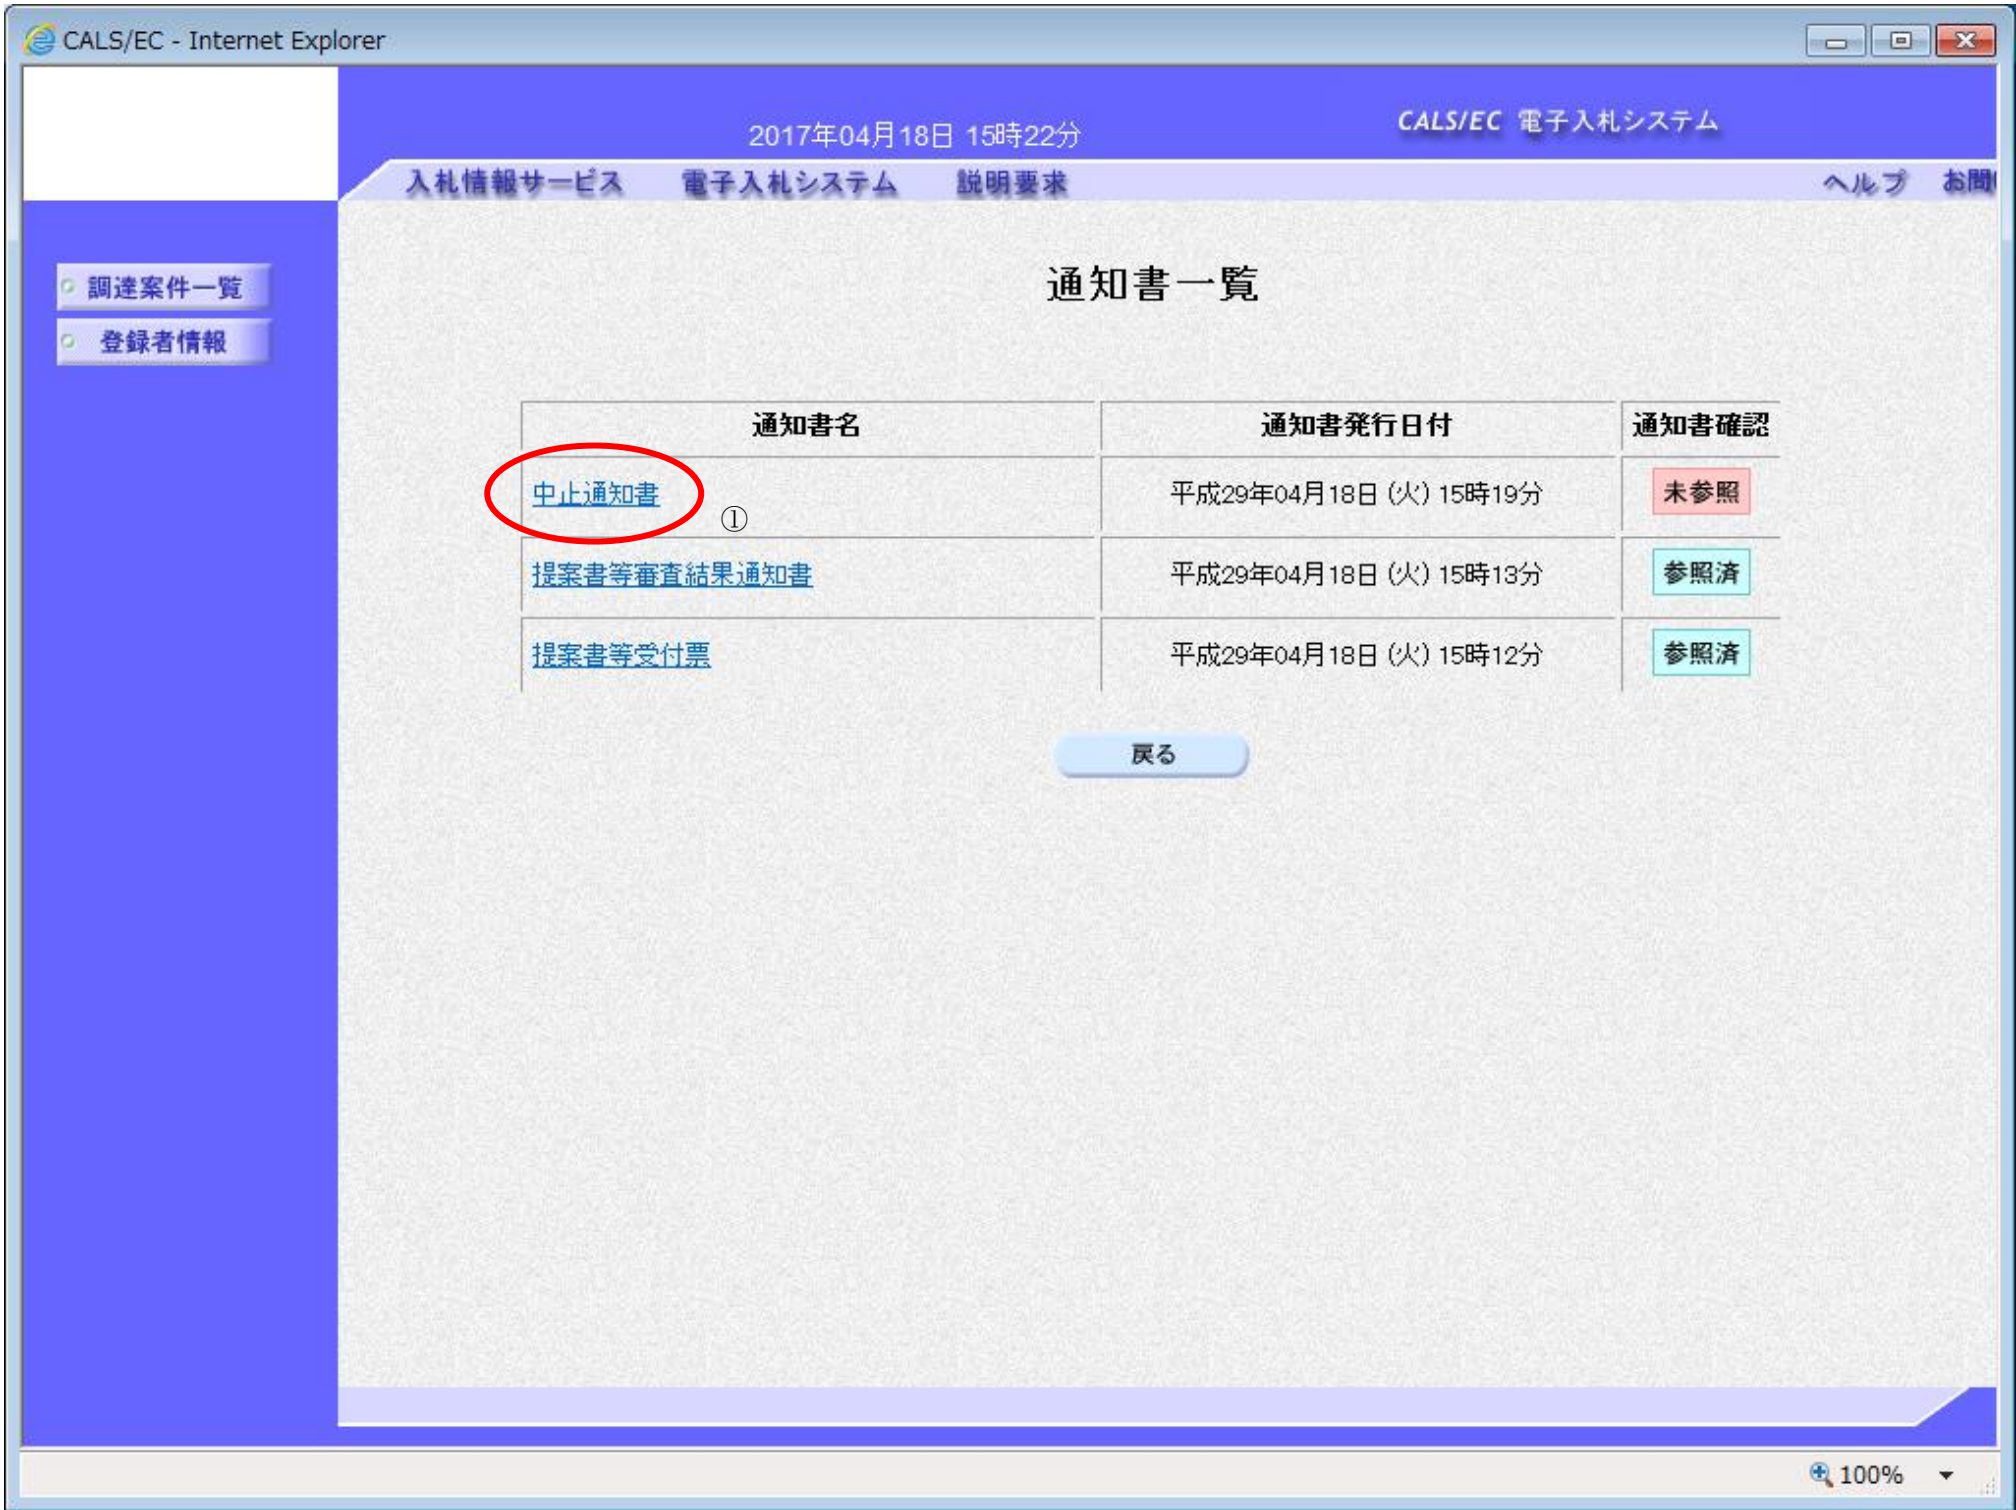 CALS/EC - Internet Explorer
2017年04月18日 15時22分
CALS/EC 電子入札システム
入札情報サービス 電子入札システム 説明要求 ヘルプ お問
調達案件一覧
登録者情報
通知書一覧
通知書名 通知書発行日付 通知書確認
中止通知書 ① 平成29年04月18日 (火) 15時19分 未参照
提案書等審査結果通知書 平成29年04月18日 (火) 15時13分 参照済
提案書等受付票 平成29年04月18日 (火) 15時12分 参照済
戻る
100%